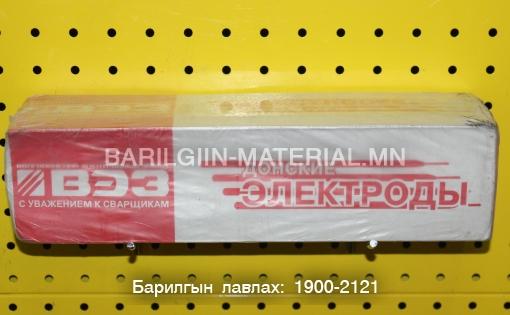 BARILGIIN-MATERIAL.MN
ВЭЗ
С УВАЖЕНИЕМ К СВАРЩИКАМ
ДОНСКИЕ
ЭЛЕКТРОДЫ
Барилгын лавлах: 1900-2121